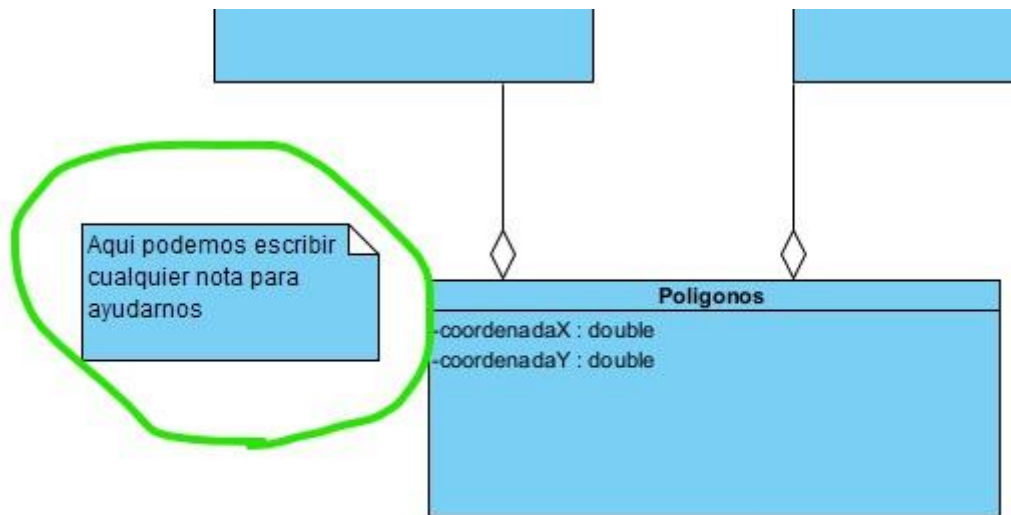 Aqui podemos escribir
cualquier nota para
ayudarnos
Poligonos
-coordenadaX : double
-coordenadaY : double